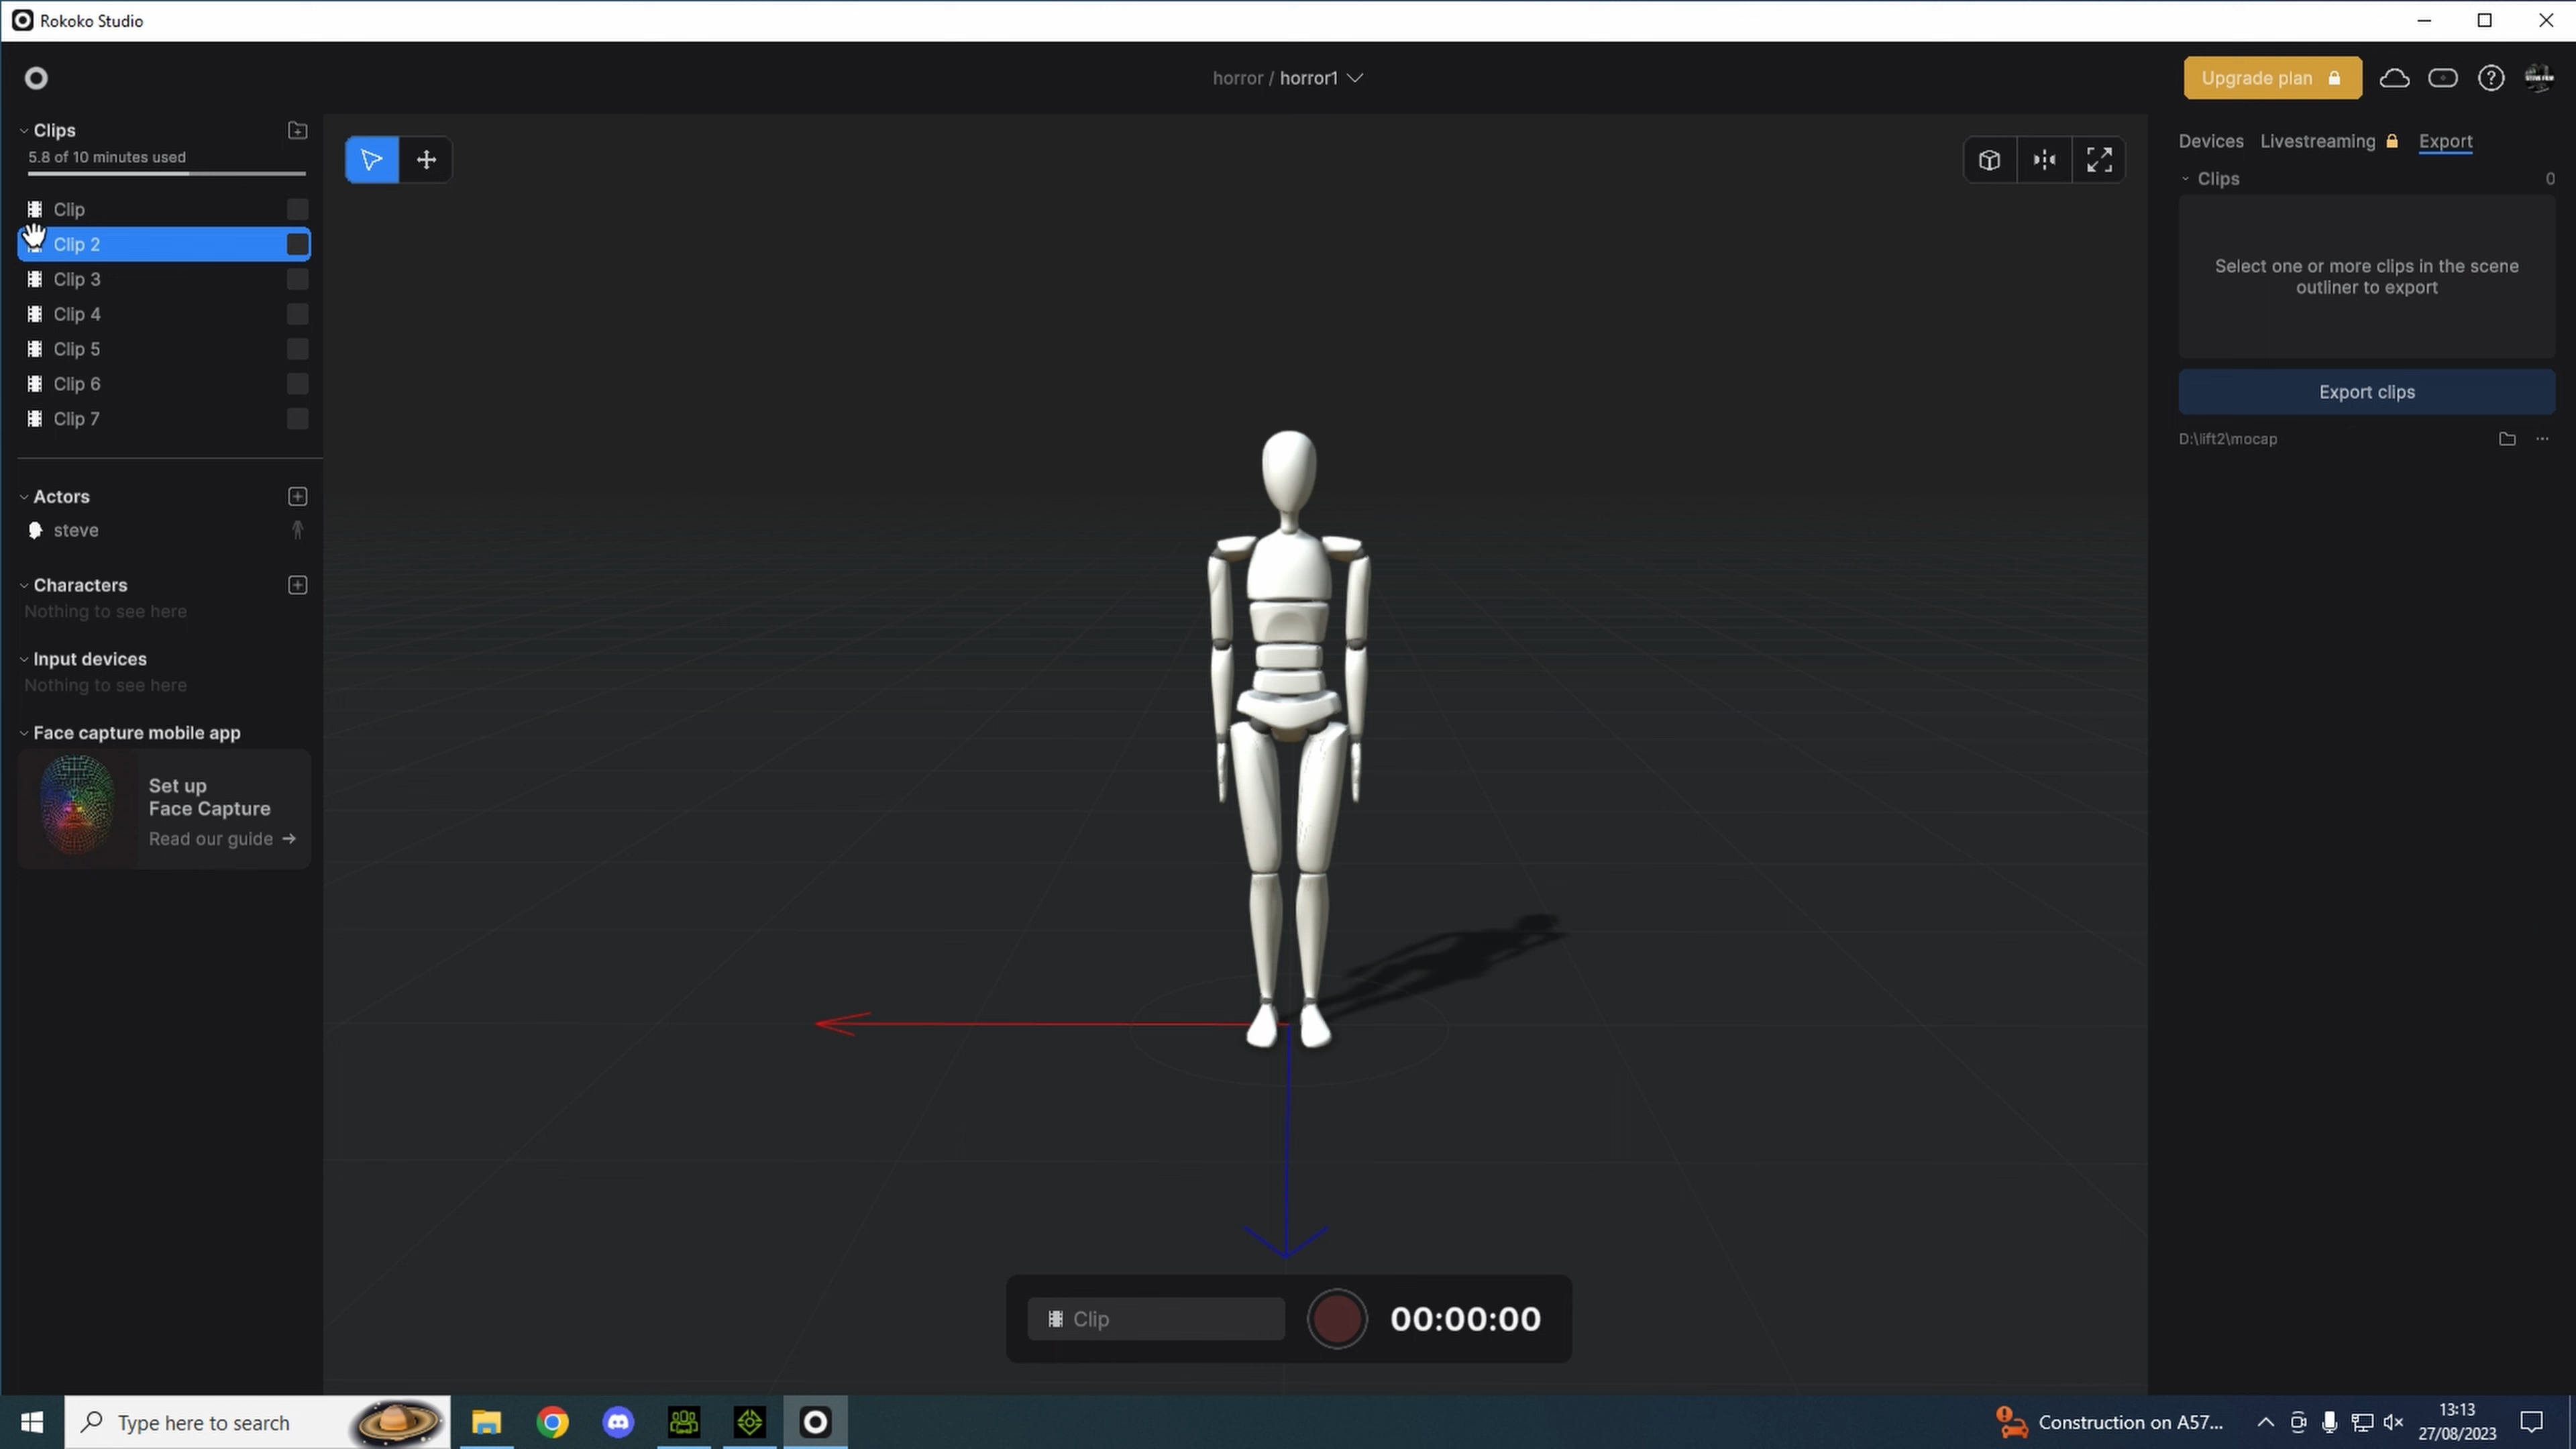 Rokoko Studio
horror / horror1
Upgrade plan
Clips
5.8 of 10 minutes used
Clip
Clip 2
Clip 3
Clip 4
Clip 5
Clip 6
Clip 7
Actors
steve
Characters
Nothing to see here
Input devices
Nothing to see here
Face capture mobile app
Set up
Face Capture
Read our guide →
Devices Livestreaming Export
Clips 0
Select one or more clips in the scene
outliner to export
Export clips
D:\lift2\mocap
Clip 00:00:00
Type here to search
Construction on A57...
13:13
27/08/2023